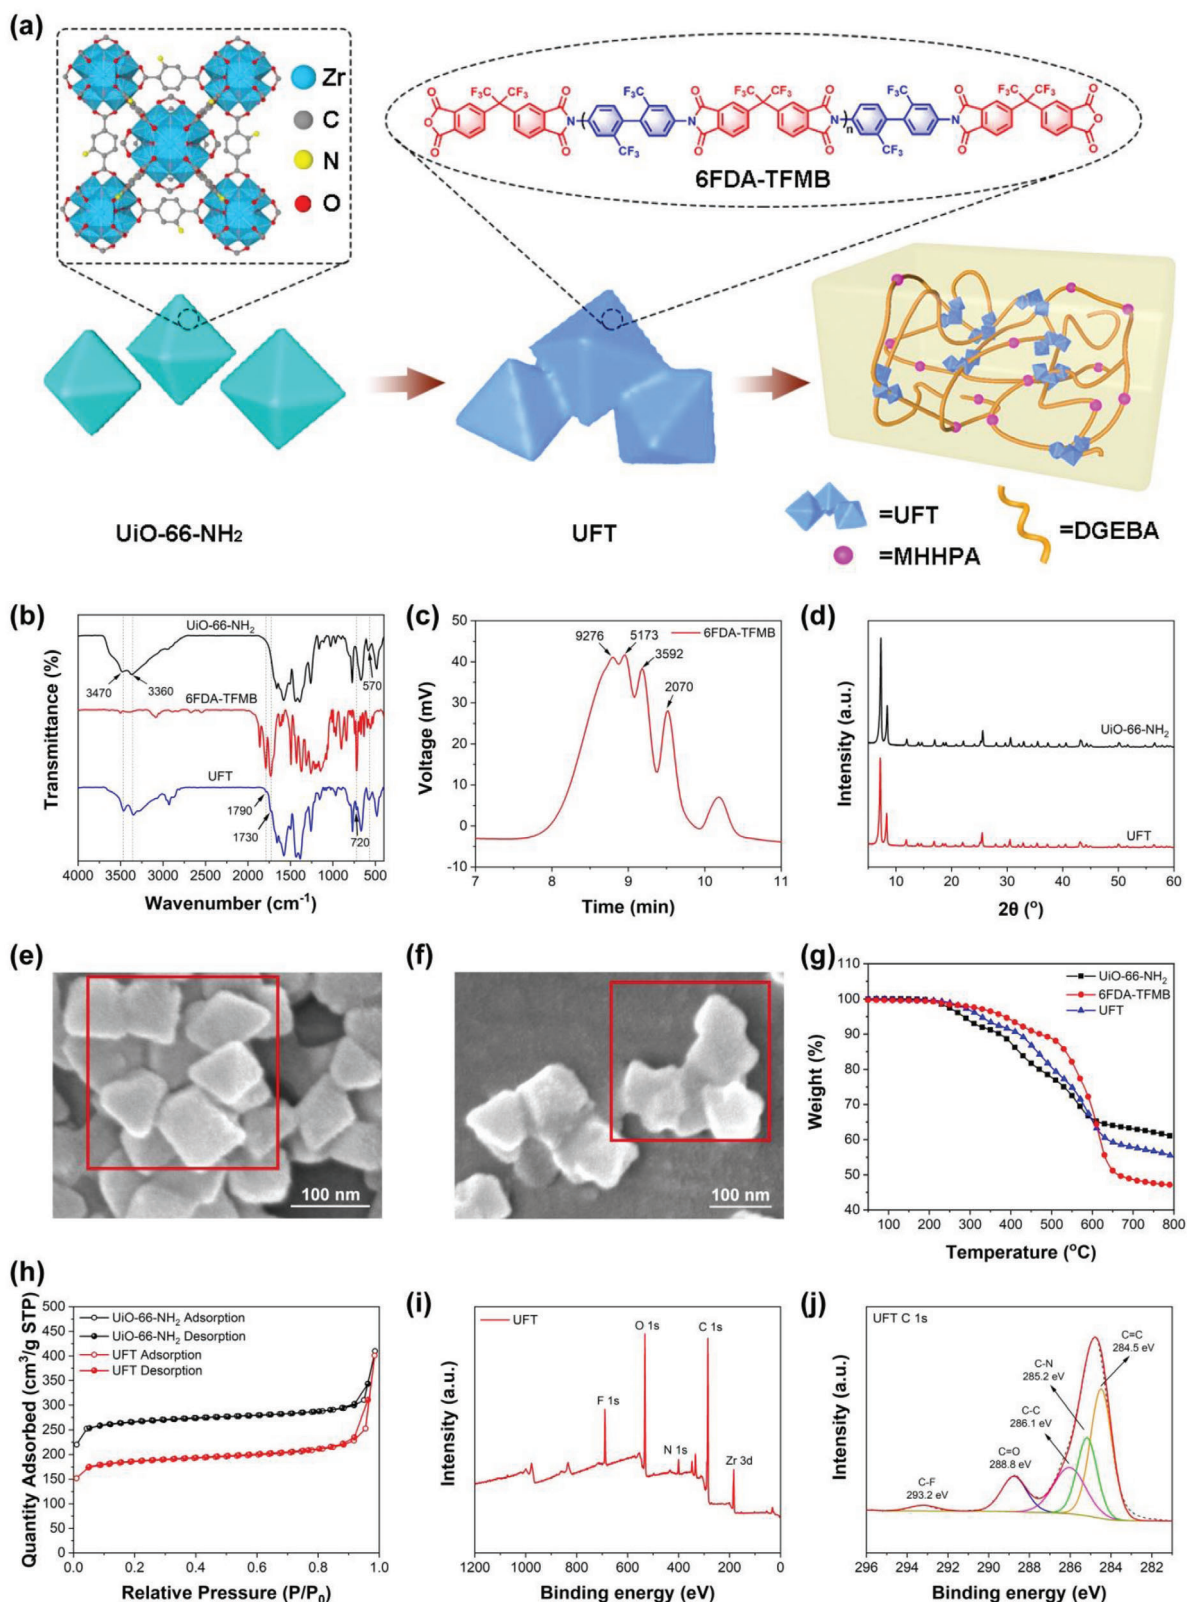 (a)
Zr
C
N
O
F₃C CF₃
CF₃
F₃C CF₃
CF₃
F₃C CF₃
O O O O O O O O
O N N N n N O
O O O O O O O O
CF₃
CF₃
6FDA-TFMB
UiO-66-NH₂
UFT
=UFT
=DGEBA
=MHHPA
(b)
UiO-66-NH₂
3470
3360
570
6FDA-TFMB
UFT
1790
1730
720
Transmittance (%)
4000 3500 3000 2500 2000 1500 1000 500
Wavenumber (cm⁻¹)
(c)
6FDA-TFMB
9276
5173
3592
2070
Voltage (mV)
50
40
30
20
10
0
-10
7 8 9 10 11
Time (min)
(d)
UiO-66-NH₂
UFT
Intensity (a.u.)
10 20 30 40 50 60
2θ (°)
(e)
100 nm
(f)
100 nm
(g)
UiO-66-NH₂
6FDA-TFMB
UFT
Weight (%)
110
100
90
80
70
60
50
40
100 200 300 400 500 600 700 800
Temperature (°C)
(h)
UiO-66-NH₂ Adsorption
UiO-66-NH₂ Desorption
UFT Adsorption
UFT Desorption
Quantity Adsorbed (cm³/g STP)
500
450
400
350
300
250
200
150
100
50
0
0.0 0.2 0.4 0.6 0.8 1.0
Relative Pressure (P/P₀)
(i)
UFT
O 1s
C 1s
F 1s
N 1s
Zr 3d
Intensity (a.u.)
1200 1000 800 600 400 200 0
Binding energy (eV)
(j)
UFT C 1s
C=C
284.5 eV
C-N
285.2 eV
C-C
286.1 eV
C=O
288.8 eV
C-F
293.2 eV
Intensity (a.u.)
296 294 292 290 288 286 284 282
Binding energy (eV)